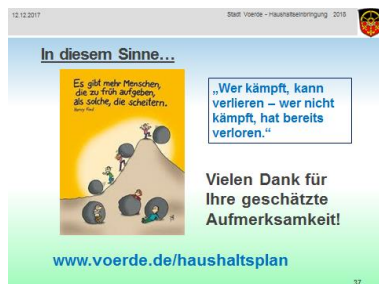 12.12.2017
Stadt Voerde - Haushaltseinbringung 2018
In diesem Sinne…
Es gibt mehr Menschen,
die zu früh aufgeben,
als solche, die scheitern.
Henry Ford
„Wer kämpft, kann
verlieren – wer nicht
kämpft, hat bereits
verloren.“
Vielen Dank für
Ihre geschätzte
Aufmerksamkeit!
www.voerde.de/haushaltsplan
37